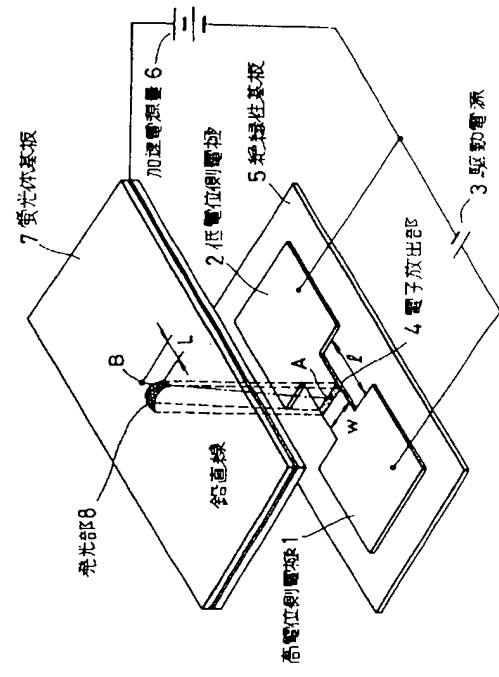 7 螢光体基板
加速電源量 6
5 絶縁性基板
2 低電位側電極
B
L
発光部 8
A
鉛直線
l
w
4 電子放出部
3 駆動電源
高電位側電極 1